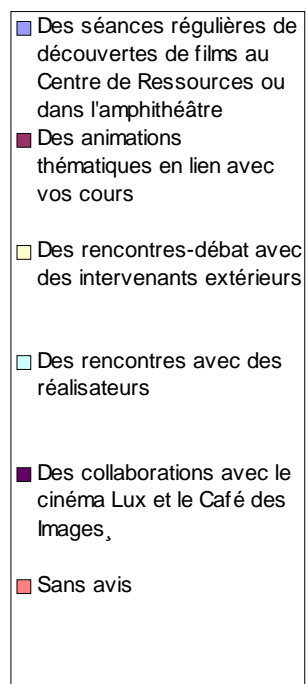 Des séances régulières de
découvertes de films au
Centre de Ressources ou
dans l'amphithéâtre
Des animations
thématiques en lien avec
vos cours
Des rencontres-débat avec
des intervenants extérieurs
Des rencontres avec des
réalisateurs
Des collaborations avec le
cinéma Lux et le Café des
Images¸
Sans avis